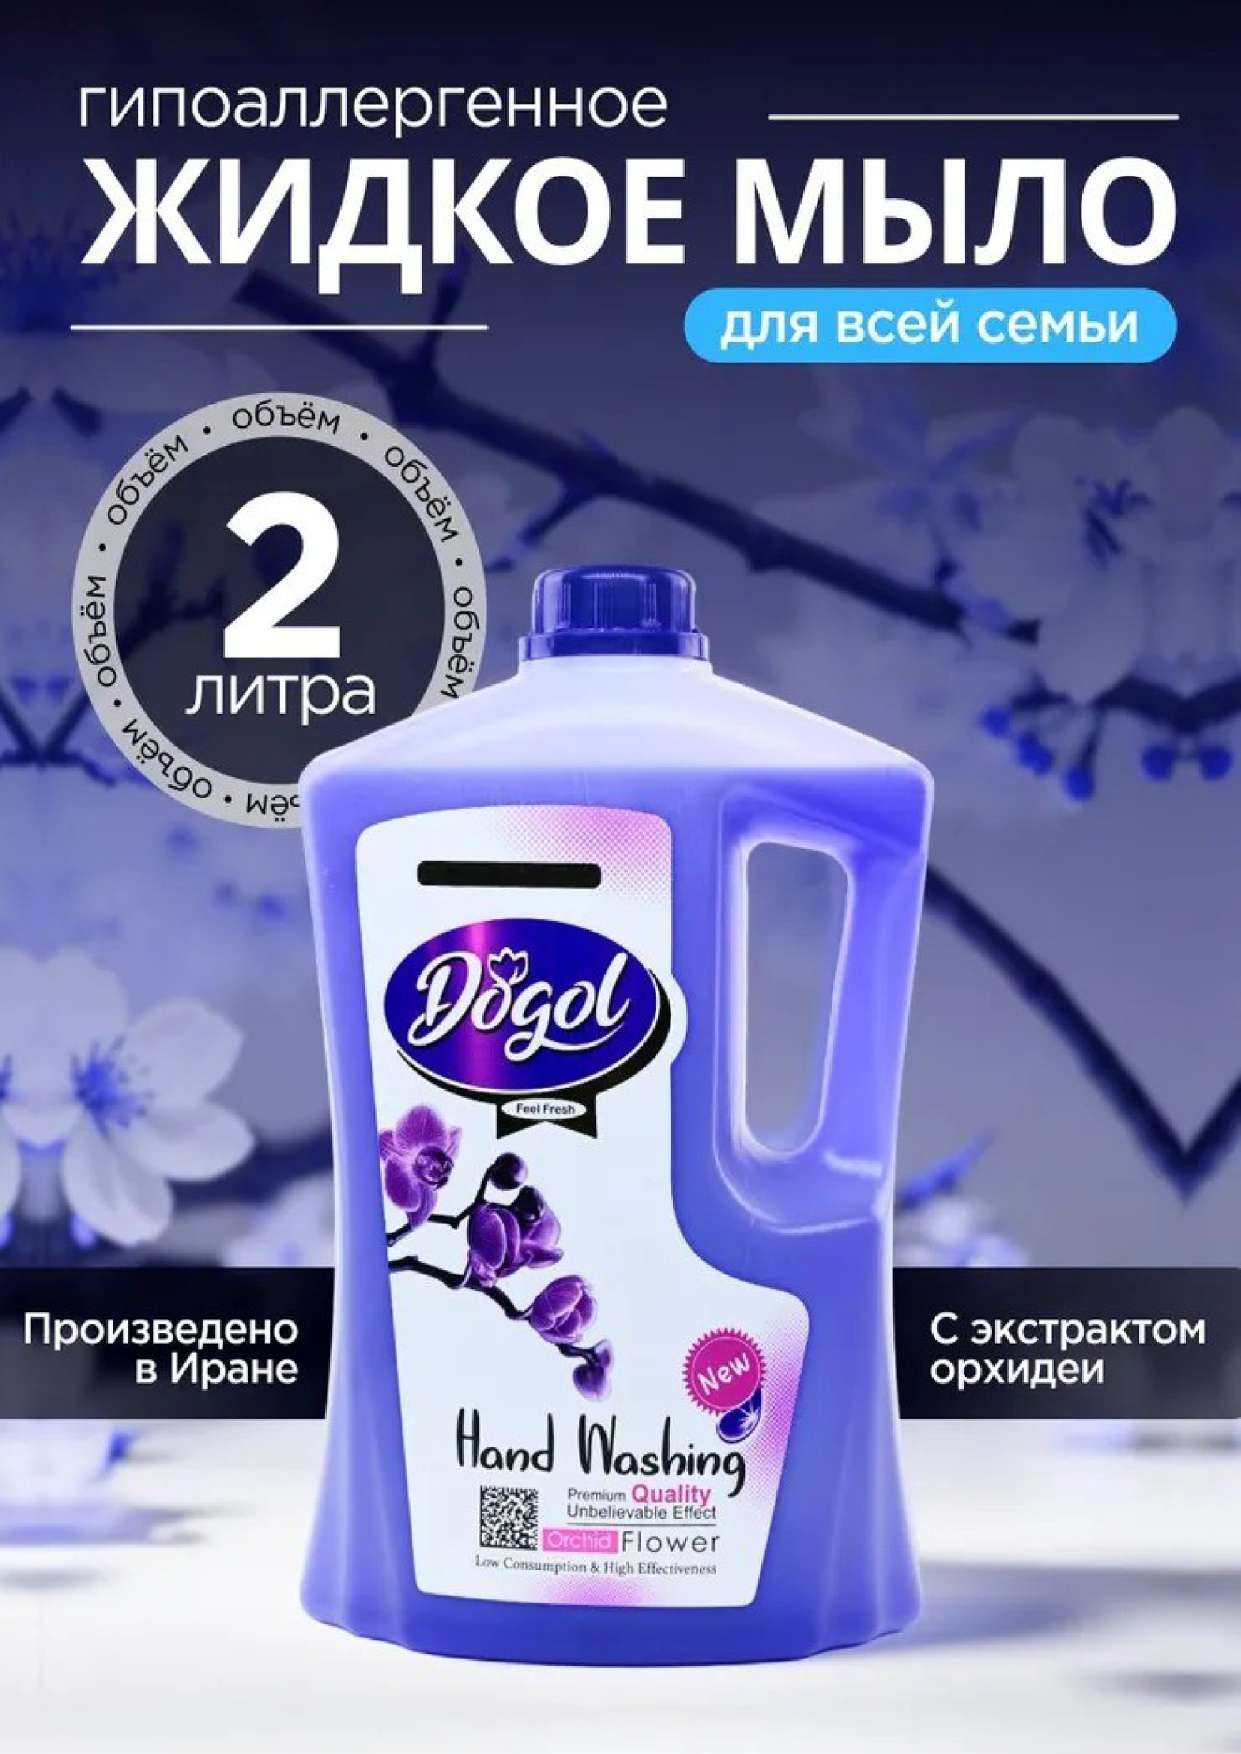 гипоаллергенное
ЖИДКОЕ МЫЛО
для всей семьи
объём • объём • объём • объём • объём • объём
2
литра
Dogol
Feel Fresh
Произведено
в Иране
С экстрактом
орхидеи
New
Hand Washing
Premium Quality
Unbelievable Effect
Orchid Flower
Low Consumption & High Effectiveness